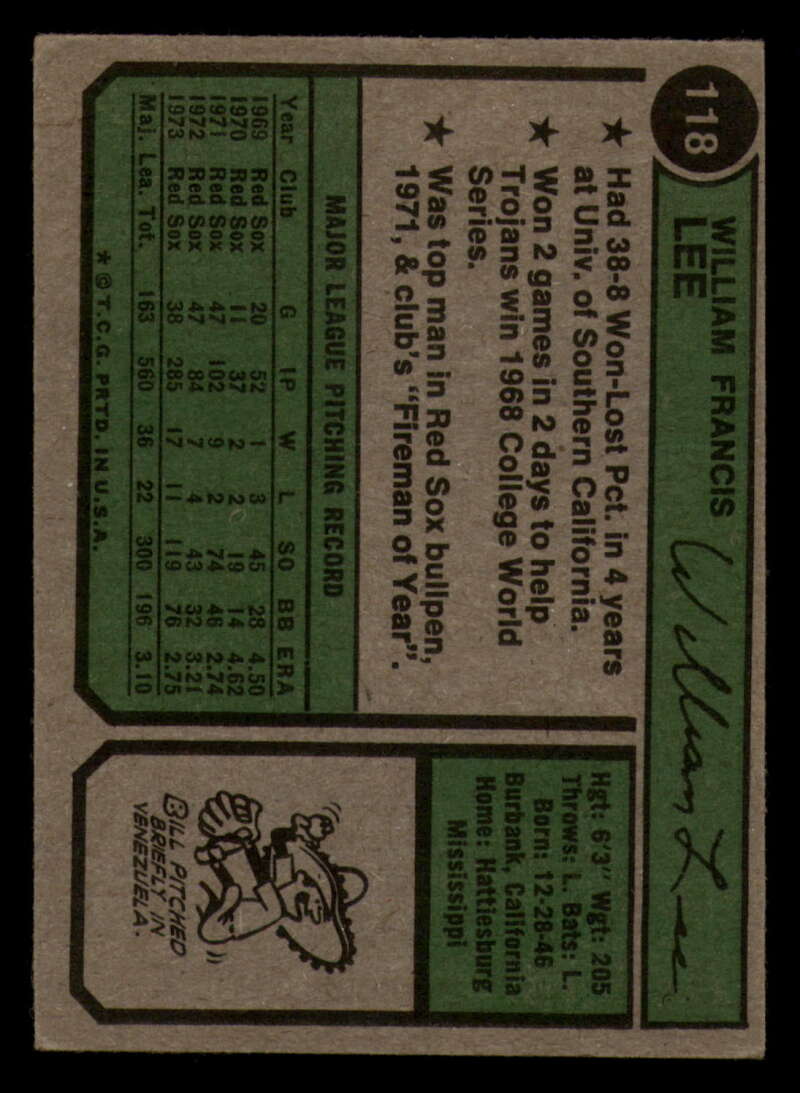 118
WILLIAM FRANCIS
LEE
William Lee
★ Had 38-8 Won-Lost Pct. in 4 years
at Univ. of Southern California.
★ Won 2 games in 2 days to help
Trojans win 1968 College World
Series.
★ Was top man in Red Sox bullpen,
1971, & club's "Fireman of Year".
Hgt: 6'3" Wgt: 205
Throws: L. Bats: L.
Born: 12-28-46
Burbank, California
Home: Hattiesburg
Mississippi
MAJOR LEAGUE PITCHING RECORD
Year Club G IP W L SO BB ERA
1969 Red Sox 20 52 1 3 45 28 4.50
1970 Red Sox 11 37 2 2 19 14 4.62
1971 Red Sox 47 102 9 2 74 46 2.74
1972 Red Sox 47 84 7 4 43 32 3.21
1973 Red Sox 38 285 17 11 119 76 2.75
Maj. Lea. Tot. 163 560 36 22 300 196 3.10
* © T.C.G. PRTD. IN U.S.A.
BILL PITCHED
BRIEFLY IN
VENEZUELA.